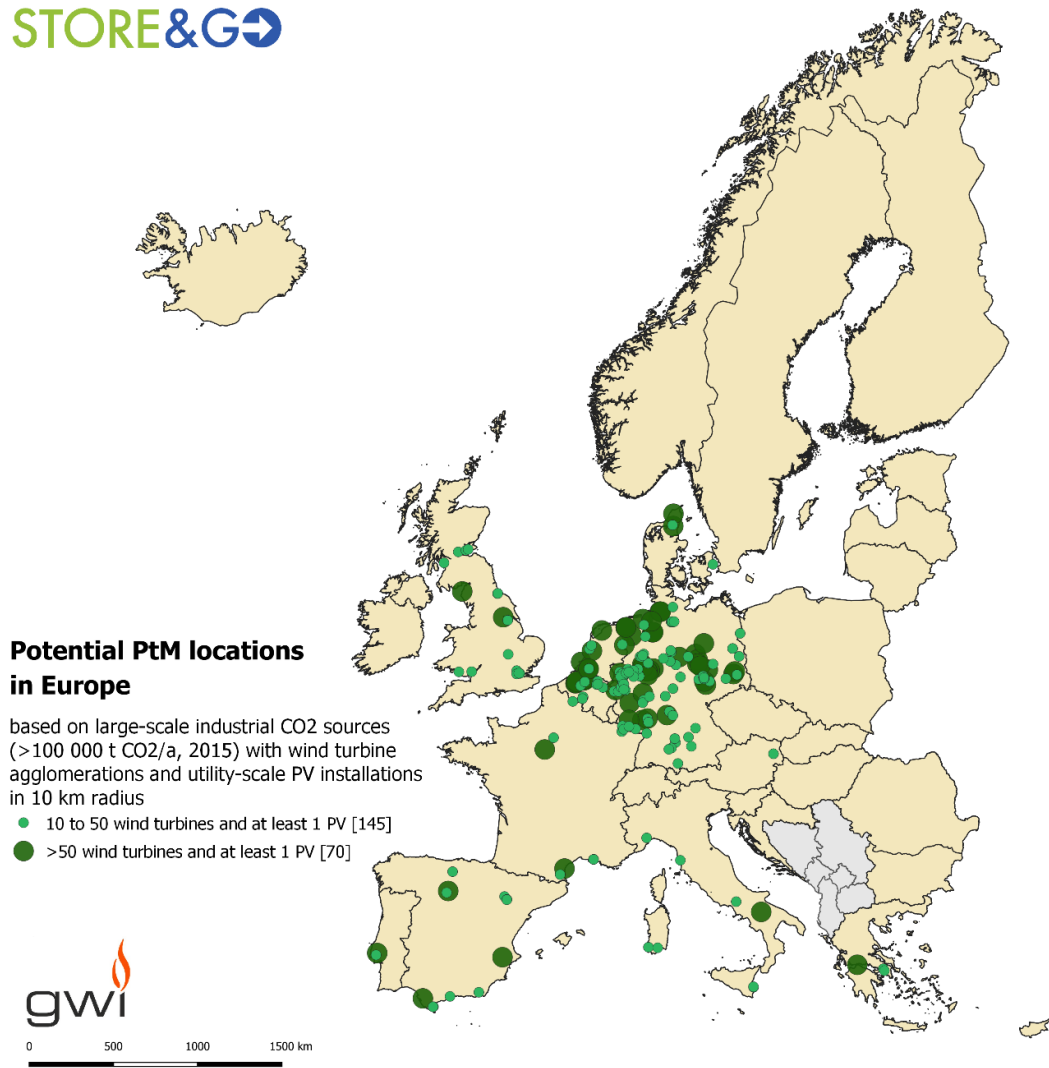 STORE&GO
Potential PtM locations
in Europe
based on large-scale industrial CO2 sources
(>100 000 t CO2/a, 2015) with wind turbine
agglomerations and utility-scale PV installations
in 10 km radius
10 to 50 wind turbines and at least 1 PV [145]
>50 wind turbines and at least 1 PV [70]
gwi
0 500 1000 1500 km